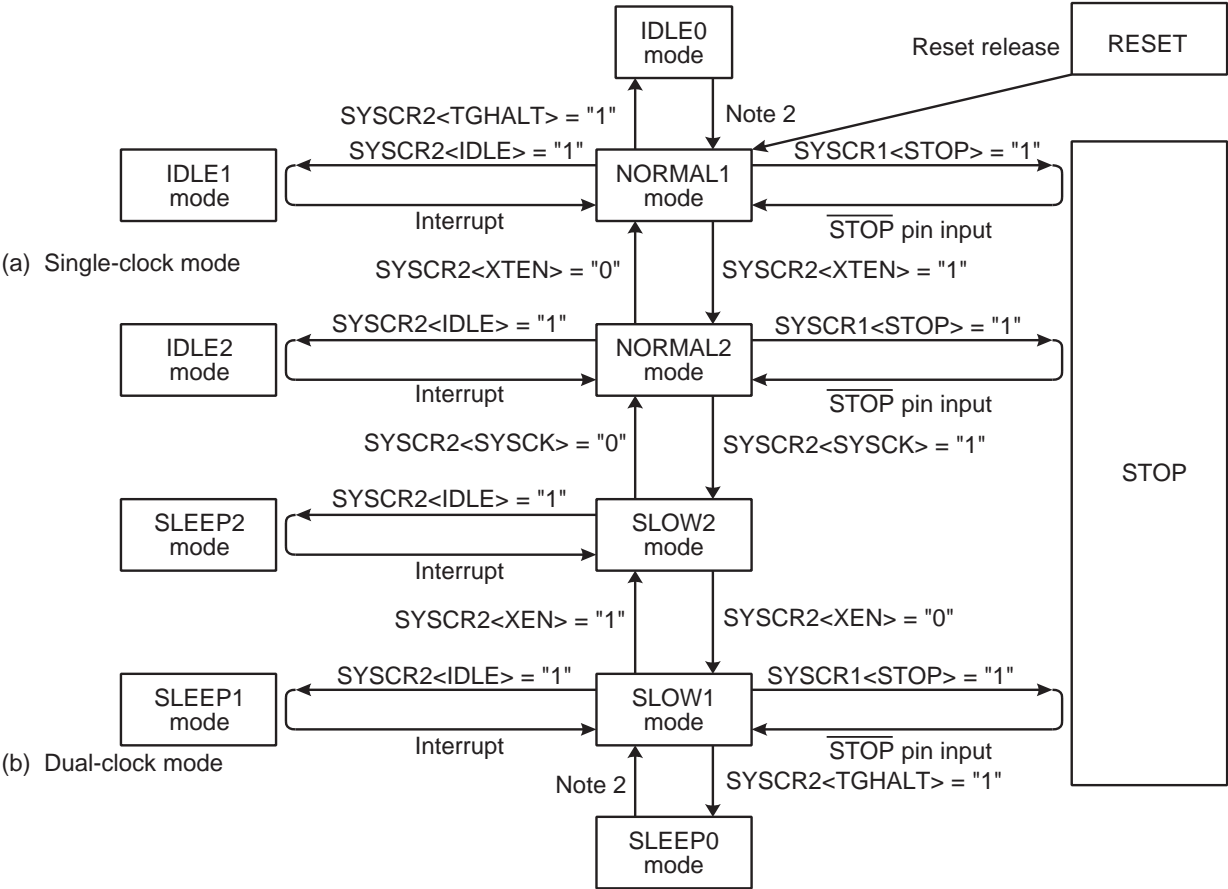 IDLE0
mode
Reset release
RESET
SYSCR2<TGHALT> = "1"
Note 2
IDLE1
mode
SYSCR2<IDLE> = "1"
Interrupt
NORMAL1
mode
SYSCR1<STOP> = "1"
STOP pin input
(a) Single-clock mode
SYSCR2<XTEN> = "0"
SYSCR2<XTEN> = "1"
IDLE2
mode
SYSCR2<IDLE> = "1"
Interrupt
NORMAL2
mode
SYSCR1<STOP> = "1"
STOP pin input
SYSCR2<SYSCK> = "0"
SYSCR2<SYSCK> = "1"
STOP
SLEEP2
mode
SYSCR2<IDLE> = "1"
Interrupt
SLOW2
mode
SYSCR2<XEN> = "1"
SYSCR2<XEN> = "0"
SLEEP1
mode
SYSCR2<IDLE> = "1"
Interrupt
SLOW1
mode
SYSCR1<STOP> = "1"
STOP pin input
(b) Dual-clock mode
Note 2
SYSCR2<TGHALT> = "1"
SLEEP0
mode